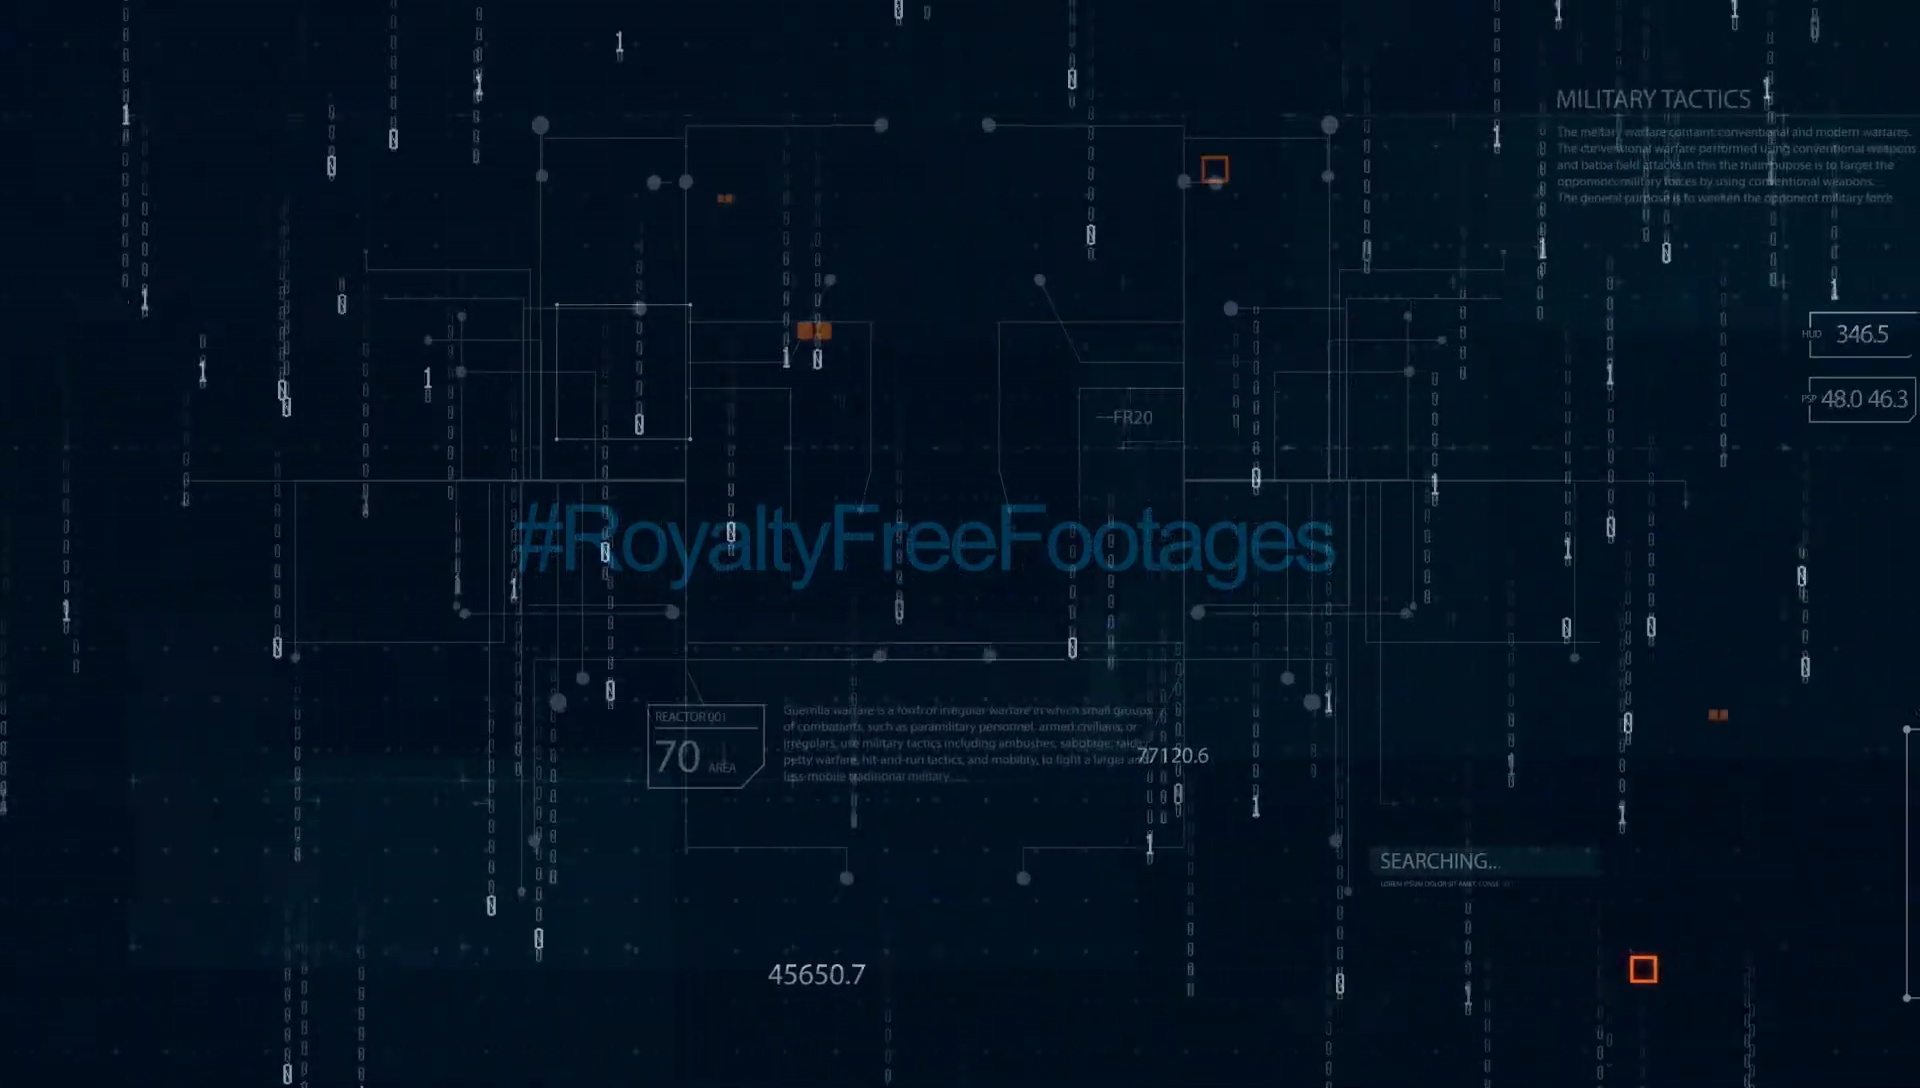 MILITARY TACTICS
The meltary warfare containt conventional and modern warfares.
The conventional warfare performed using conventional weapons
and batba field attacks.in this the main pupose is to target the
opponenc military forces by using conventional weapons.
The general purpose is to weaken the opponent military force
HUD 346.5
PSP 48.0 46.3
FR20
#RoyaltyFreeFootages
REACTOR 001
70 AREA
Guerrilla warfare is a form of irregular warfare in which small groups
of combatants, such as paramilitary personnel, armed civilians, or
irregulars, use military tactics including ambushes, sabotage, raids,
petty warfare, hit-and-run tactics, and mobility, to fight a larger and
less-mobile traditional military
77120.6
SEARCHING...
LOREM IPSUM DOLOR SIT AMET, CONSE
45650.7